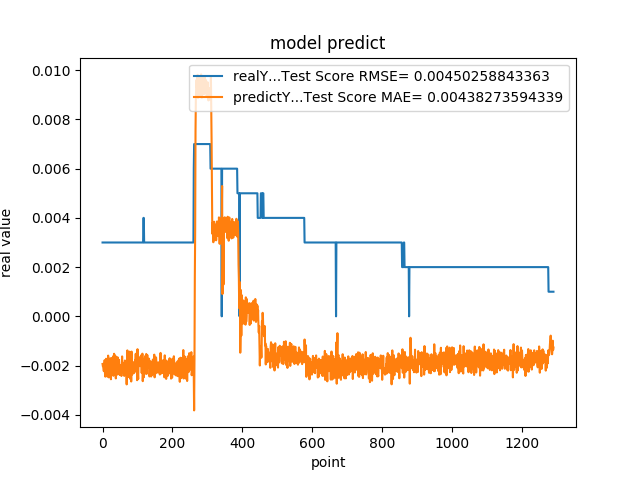 model predict
realY...Test Score RMSE= 0.00450258843363
predictY...Test Score MAE= 0.00438273594339
0.010
0.008
0.006
0.004
0.002
0.000
−0.002
−0.004
real value
0 200 400 600 800 1000 1200
point